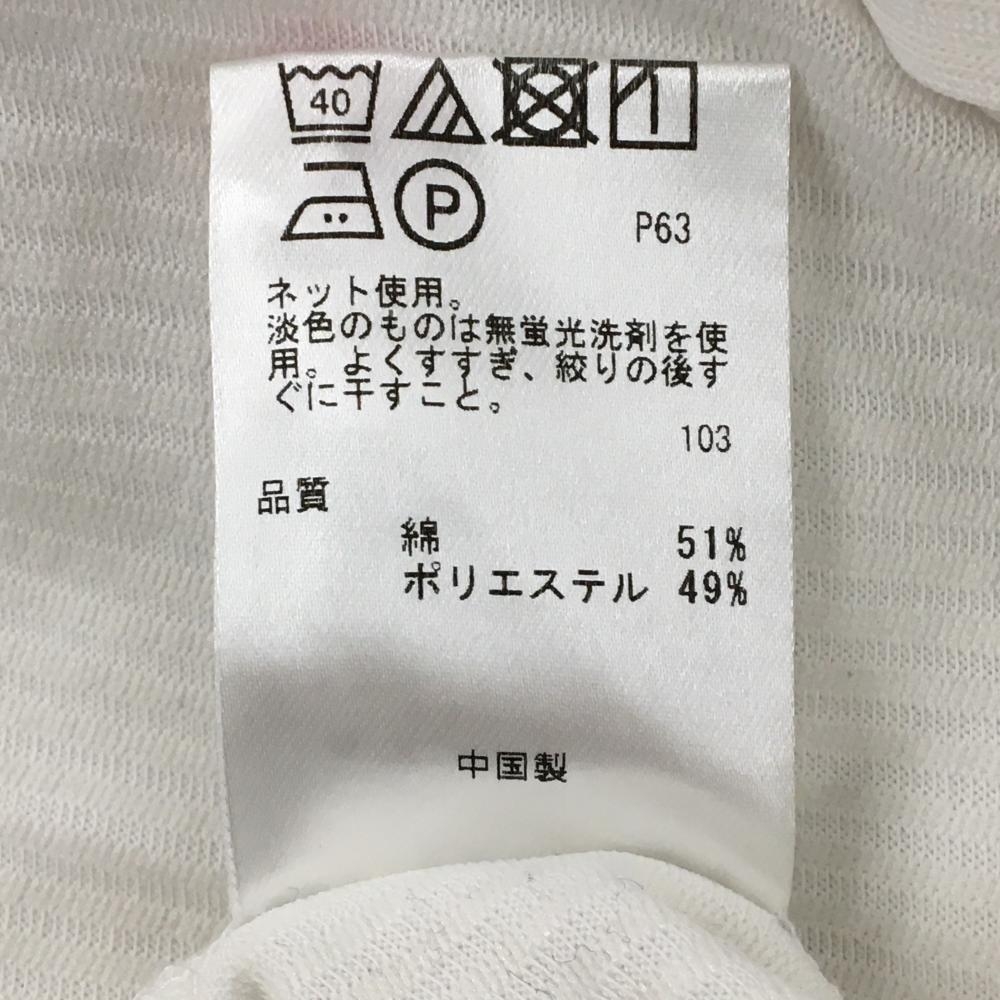 40
P
P63
ネット使用。
淡色のものは無蛍光洗剤を使
用。よくすすぎ、絞りの後す
ぐに干すこと。
103
品質
綿 51%
ポリエステル 49%
中国製